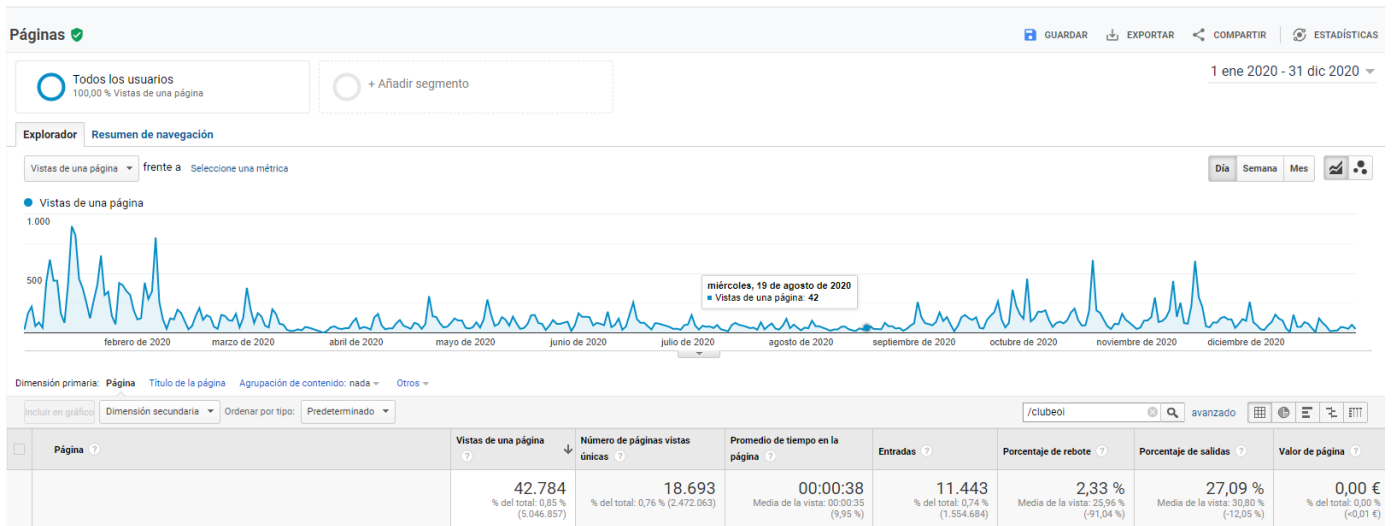 Páginas
GUARDAR EXPORTAR COMPARTIR ESTADÍSTICAS
Todos los usuarios
100,00 % Vistas de una página
+ Añadir segmento
1 ene 2020 - 31 dic 2020
Explorador Resumen de navegación
Vistas de una página frente a Seleccione una métrica
Día Semana Mes
Vistas de una página
1.000
500
miércoles, 19 de agosto de 2020
Vistas de una página: 42
febrero de 2020 marzo de 2020 abril de 2020 mayo de 2020 junio de 2020 julio de 2020 agosto de 2020 septiembre de 2020 octubre de 2020 noviembre de 2020 diciembre de 2020
Dimensión primaria: Página Título de la página Agrupación de contenido: nada Otros
Incluir en gráfico Dimensión secundaria Ordenar por tipo: Predeterminado /clubeoi avanzado
Página ?
Vistas de una página ?
Número de páginas vistas únicas ?
Promedio de tiempo en la página ?
Entradas ?
Porcentaje de rebote ?
Porcentaje de salidas ?
Valor de página ?
42.784
% del total: 0,85 %
(5.046.857)
18.693
% del total: 0,76 % (2.472.063)
00:00:38
Media de la vista: 00:00:35
(9,95 %)
11.443
% del total: 0,74 %
(1.554.684)
2,33 %
Media de la vista: 25,96 %
(-91,04 %)
27,09 %
Media de la vista: 30,80 %
(-12,05 %)
0,00 €
% del total: 0,00 %
(<0,01 €)